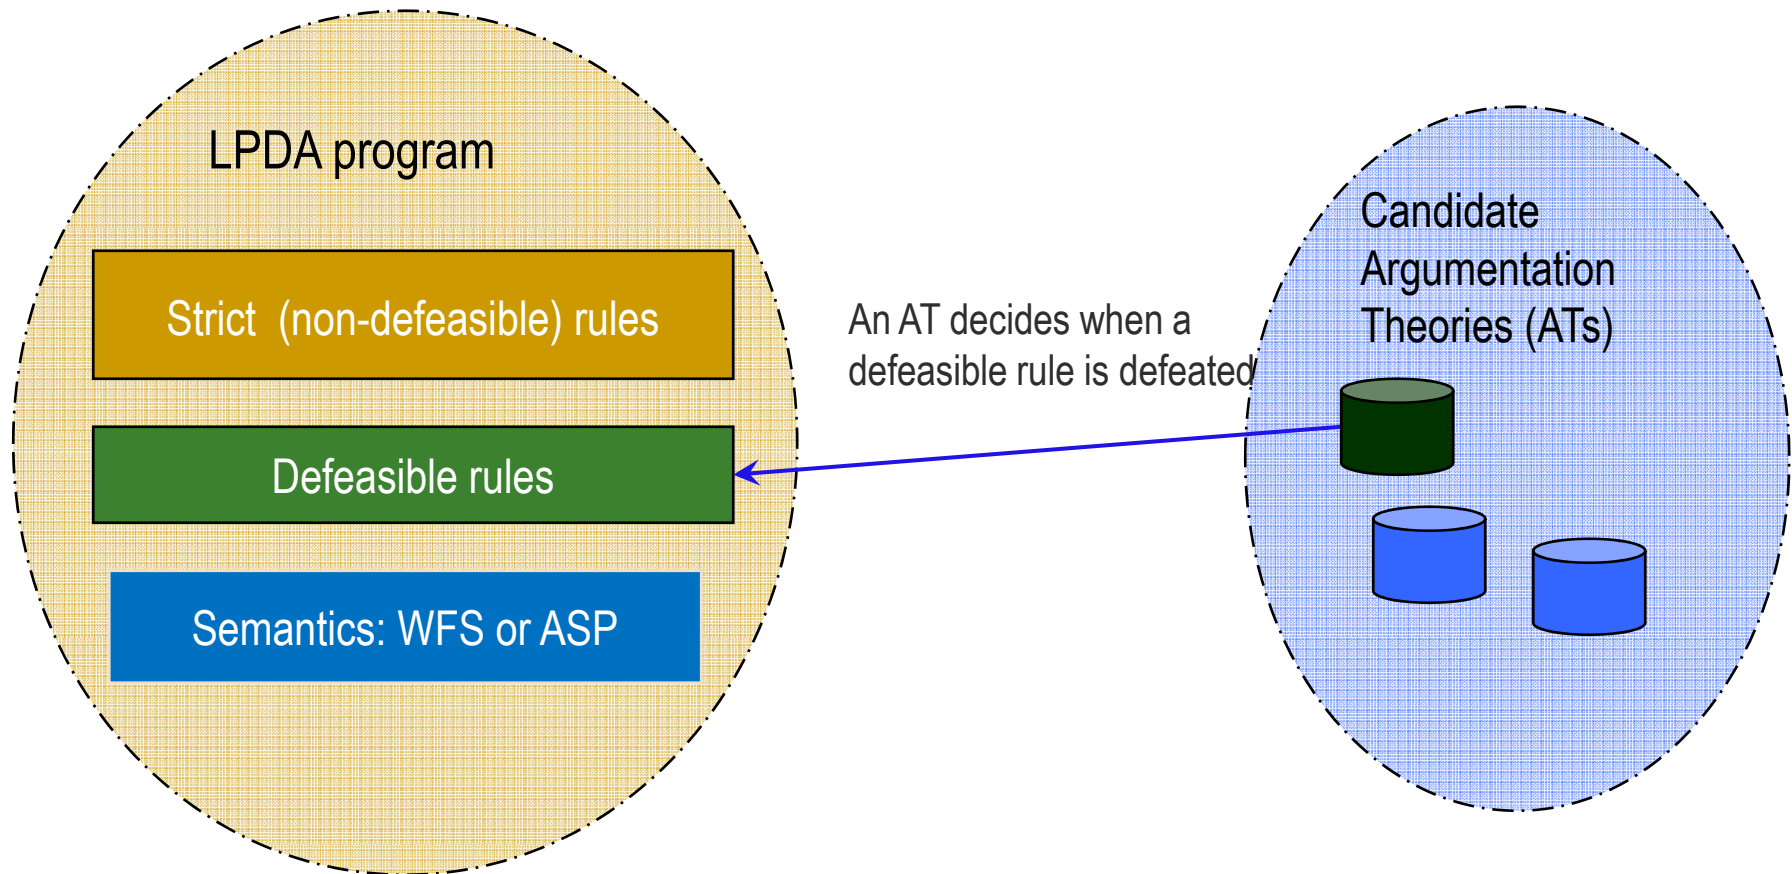 LPDA program
Strict (non-defeasible) rules
Defeasible rules
Semantics: WFS or ASP
An AT decides when a
defeasible rule is defeated
Candidate
Argumentation
Theories (ATs)